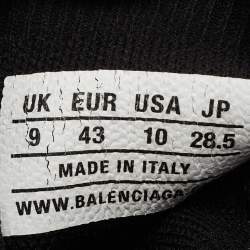 UK EUR USA JP
9 43 10 28.5
MADE IN ITALY
WWW.BALENCIAGA